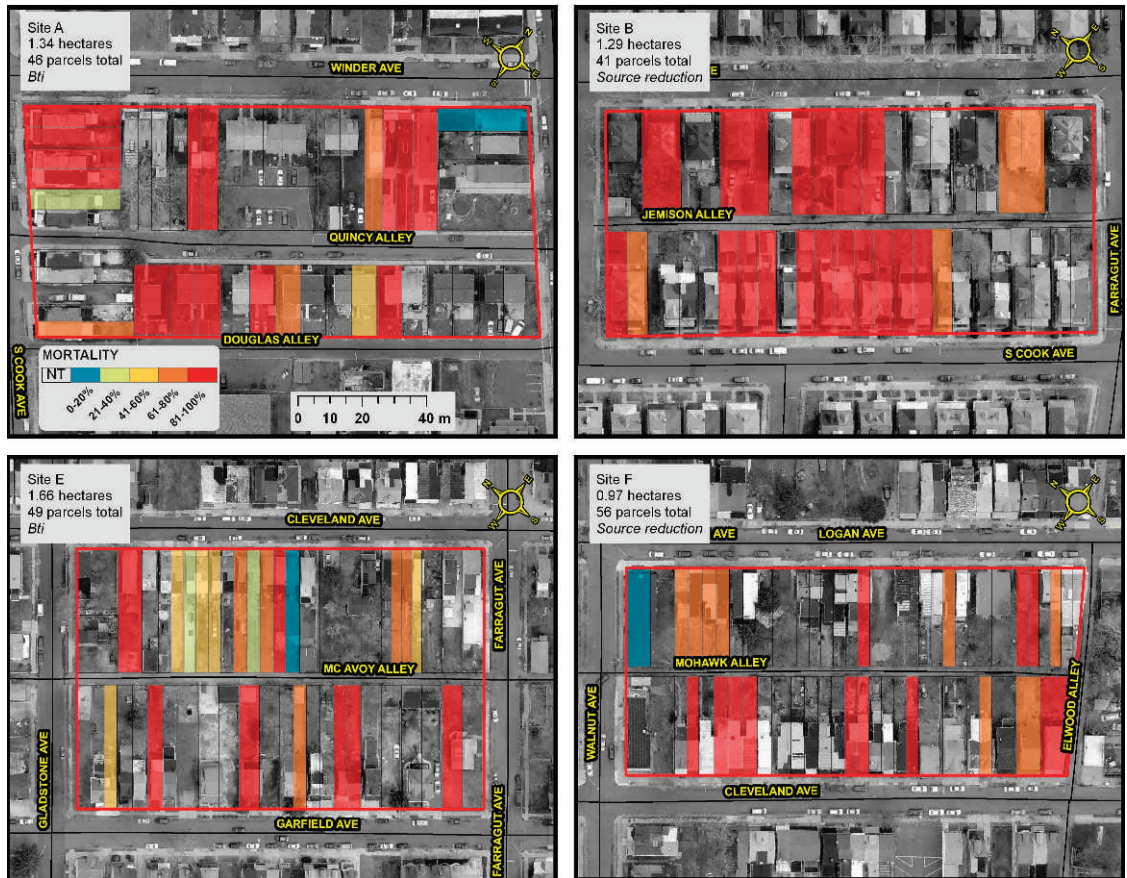 Site A
1.34 hectares
46 parcels total
Bti
WINDER AVE
N
E
S
W
QUINCY ALLEY
DOUGLAS ALLEY
S COOK AVE
MORTALITY
NT
0-20%
21-40%
41-60%
61-80%
81-100%
0 10 20 40 m
Site B
1.29 hectares
41 parcels total
Source reduction
E AVE
N
E
S
W
JEMISON ALLEY
FARRAGUT AVE
S COOK AVE
Site E
1.66 hectares
49 parcels total
Bti
CLEVELAND AVE
N
E
S
W
FARRAGUT AVE
MC AVOY ALLEY
GLADSTONE AVE
GARFIELD AVE
FARRAGUT AVE
Site F
0.97 hectares
56 parcels total
Source reduction
AVE
LOGAN AVE
N
E
S
W
MOHAWK ALLEY
WALNUT AVE
ELWOOD ALLEY
CLEVELAND AVE